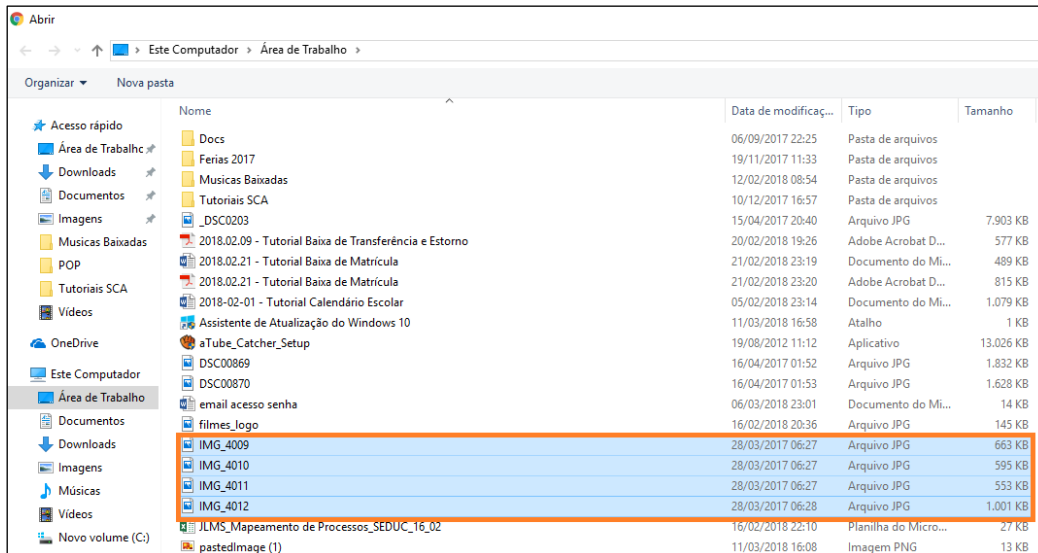 Abrir
Este Computador > Área de Trabalho >
Organizar Nova pasta
Nome Data de modificaç... Tipo Tamanho
Acesso rápido
Área de Trabalhc
Downloads
Documentos
Imagens
Musicas Baixadas
POP
Tutoriais SCA
Vídeos
OneDrive
Este Computador
Área de Trabalho
Documentos
Downloads
Imagens
Músicas
Vídeos
Novo volume (C:)
Docs 06/09/2017 22:25 Pasta de arquivos
Ferias 2017 19/11/2017 11:33 Pasta de arquivos
Musicas Baixadas 12/02/2018 08:54 Pasta de arquivos
Tutoriais SCA 10/12/2017 16:57 Pasta de arquivos
_DSC0203 15/04/2017 20:40 Arquivo JPG 7.903 KB
2018.02.09 - Tutorial Baixa de Transferência e Estorno 20/02/2018 19:26 Adobe Acrobat D... 577 KB
2018.02.21 - Tutorial Baixa de Matrícula 21/02/2018 23:19 Documento do Mi... 489 KB
2018.02.21 - Tutorial Baixa de Matrícula 21/02/2018 23:20 Adobe Acrobat D... 815 KB
2018-02-01 - Tutorial Calendário Escolar 05/02/2018 23:14 Documento do Mi... 1.079 KB
Assistente de Atualização do Windows 10 11/03/2018 16:58 Atalho 1 KB
aTube_Catcher_Setup 19/08/2012 11:12 Aplicativo 13.026 KB
DSC00869 16/04/2017 01:52 Arquivo JPG 1.832 KB
DSC00870 16/04/2017 01:53 Arquivo JPG 1.628 KB
email acesso senha 06/03/2018 23:01 Documento do Mi... 14 KB
filmes_logo 16/02/2018 20:36 Arquivo JPG 145 KB
IMG_4009 28/03/2017 06:27 Arquivo JPG 663 KB
IMG_4010 28/03/2017 06:27 Arquivo JPG 595 KB
IMG_4011 28/03/2017 06:27 Arquivo JPG 553 KB
IMG_4012 28/03/2017 06:28 Arquivo JPG 1.001 KB
JLMS_Mapeamento de Processos_SEDUC_16_02 16/02/2018 22:10 Planilha do Micro... 27 KB
pastedImage (1) 11/03/2018 16:08 Imagem PNG 13 KB